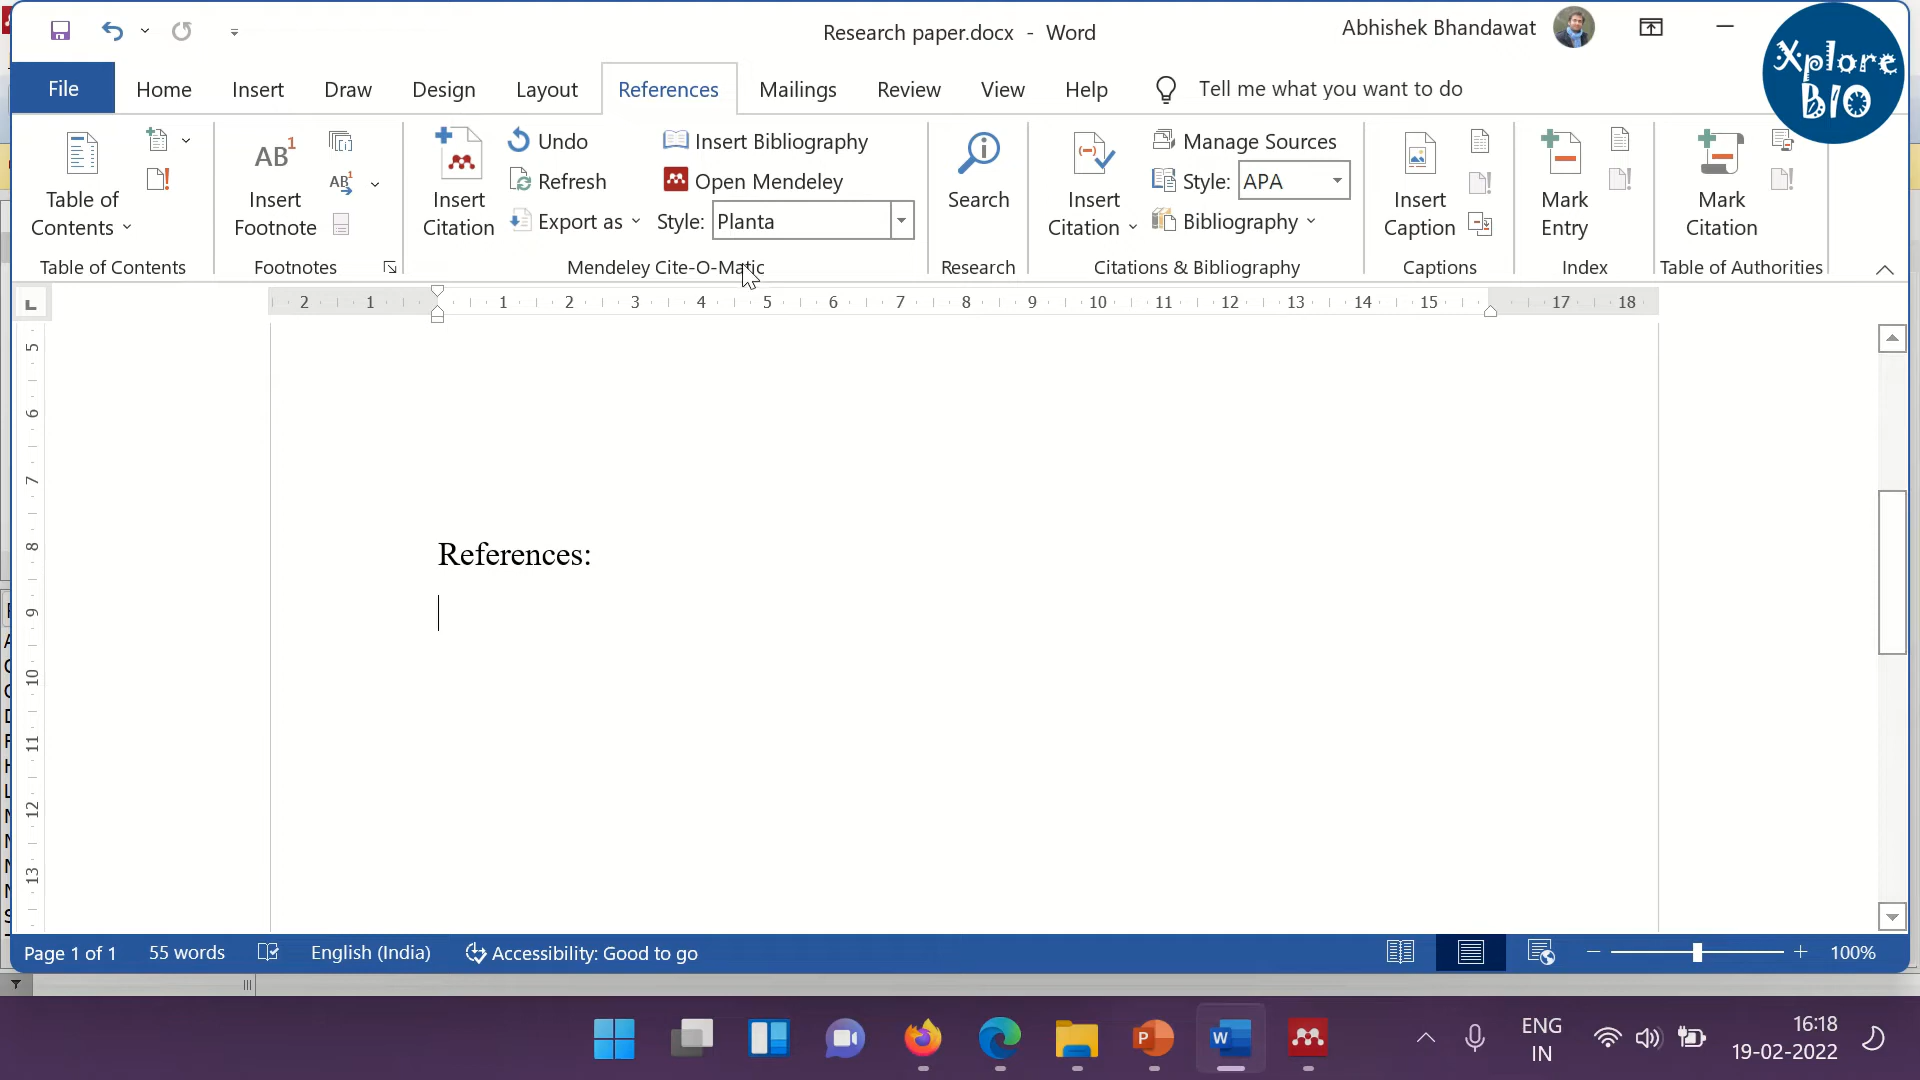 Research paper.docx - Word
Abhishek Bhandawat
Xplore BIO
File Home Insert Draw Design Layout References Mailings Review View Help Tell me what you want to do
Table of Contents
AB1
Insert Footnote
AB
Insert Citation
Undo
Refresh
Export as
Insert Bibliography
Open Mendeley
Style: Planta
Search
Insert Citation
Manage Sources
Style: APA
Bibliography
Insert Caption
Mark Entry
Mark Citation
Table of Contents Footnotes Mendeley Cite-O-Matic Research Citations & Bibliography Captions Index Table of Authorities
L 2 1 1 2 3 4 5 6 7 8 9 10 11 12 13 14 15 17 18
5
6
7
8
9
10
11
12
13
References:
Page 1 of 1 55 words English (India) Accessibility: Good to go 100%
ENG
IN
16:18
19-02-2022